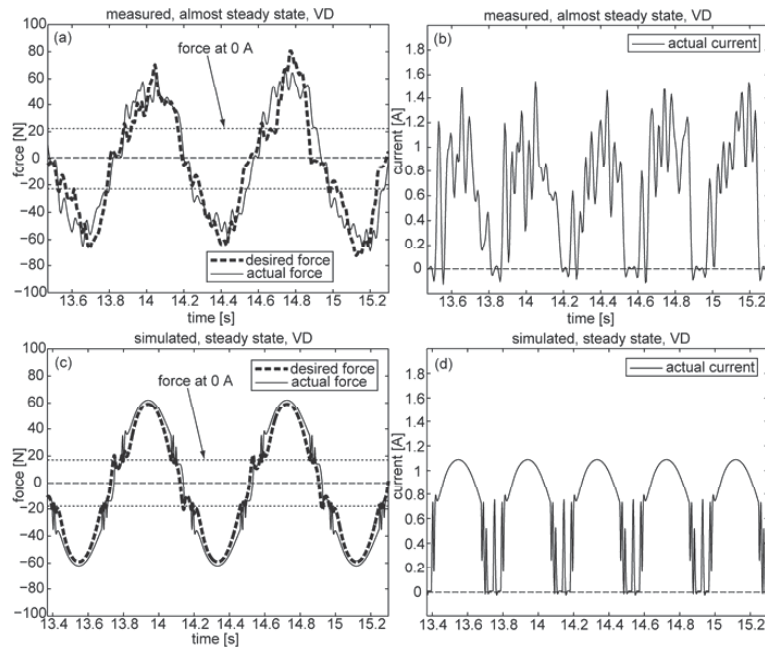 measured, almost steady state, VD
(a)
force at 0 A
100
80
60
40
20
0
−20
−40
−60
−80
−100
force [N]
desired force
actual force
13.6 13.8 14 14.2 14.4 14.6 14.8 15 15.2
time [s]
measured, almost steady state, VD
(b)
actual current
1.8
1.6
1.4
1.2
1
0.8
0.6
0.4
0.2
0
current [A]
13.6 13.8 14 14.2 14.4 14.6 14.8 15 15.2
time [s]
simulated, steady state, VD
(c)
desired force
actual force
force at 0 A
100
80
60
40
20
0
−20
−40
−60
−80
−100
force [N]
13.4 13.6 13.8 14 14.2 14.4 14.6 14.8 15 15.2
time [s]
simulated, steady state, VD
(d)
actual current
1.8
1.6
1.4
1.2
1
0.8
0.6
0.4
0.2
0
current [A]
13.4 13.6 13.8 14 14.2 14.4 14.6 14.8 15 15.2
time [s]